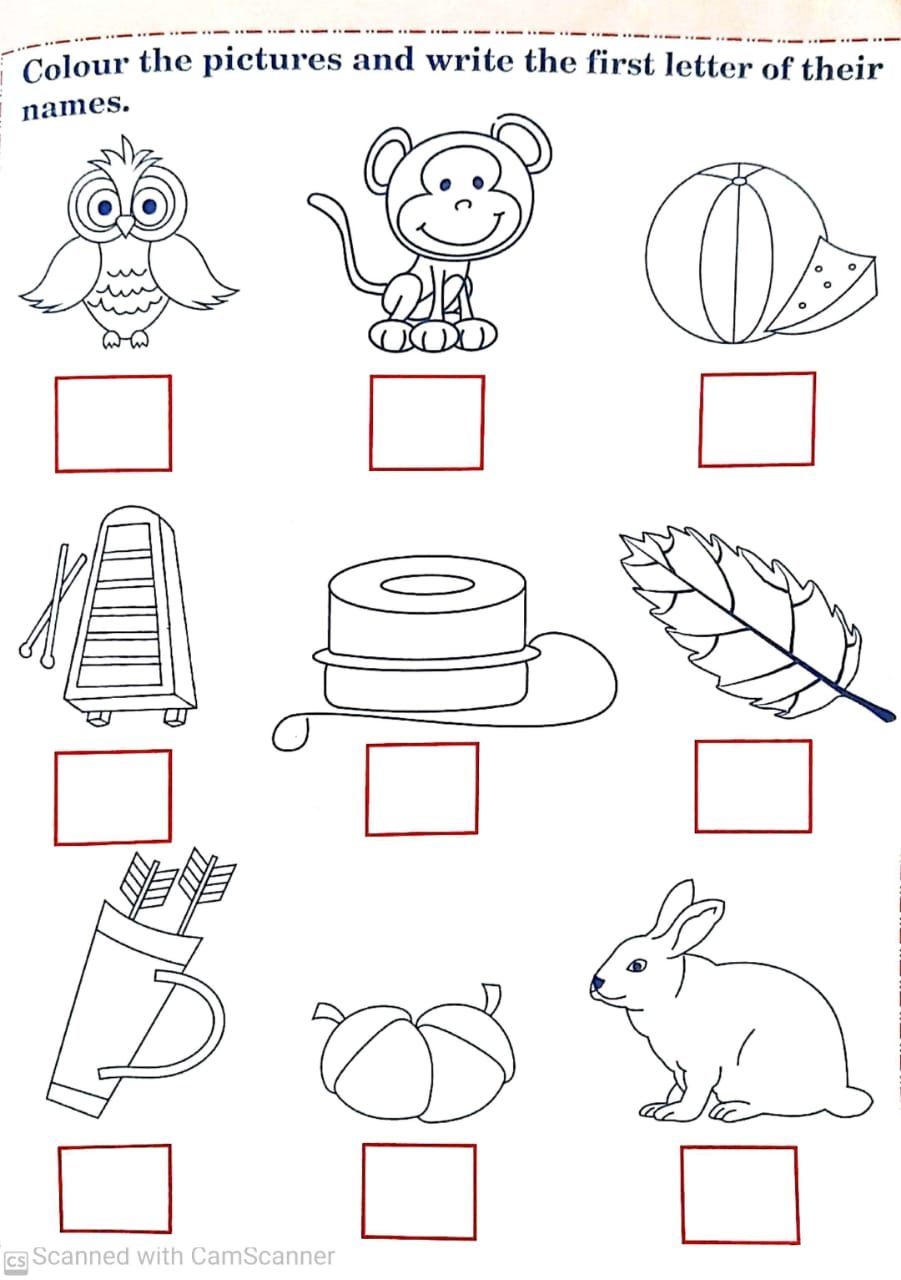 Colour the pictures and write the first letter of their
names.
CS Scanned with CamScanner